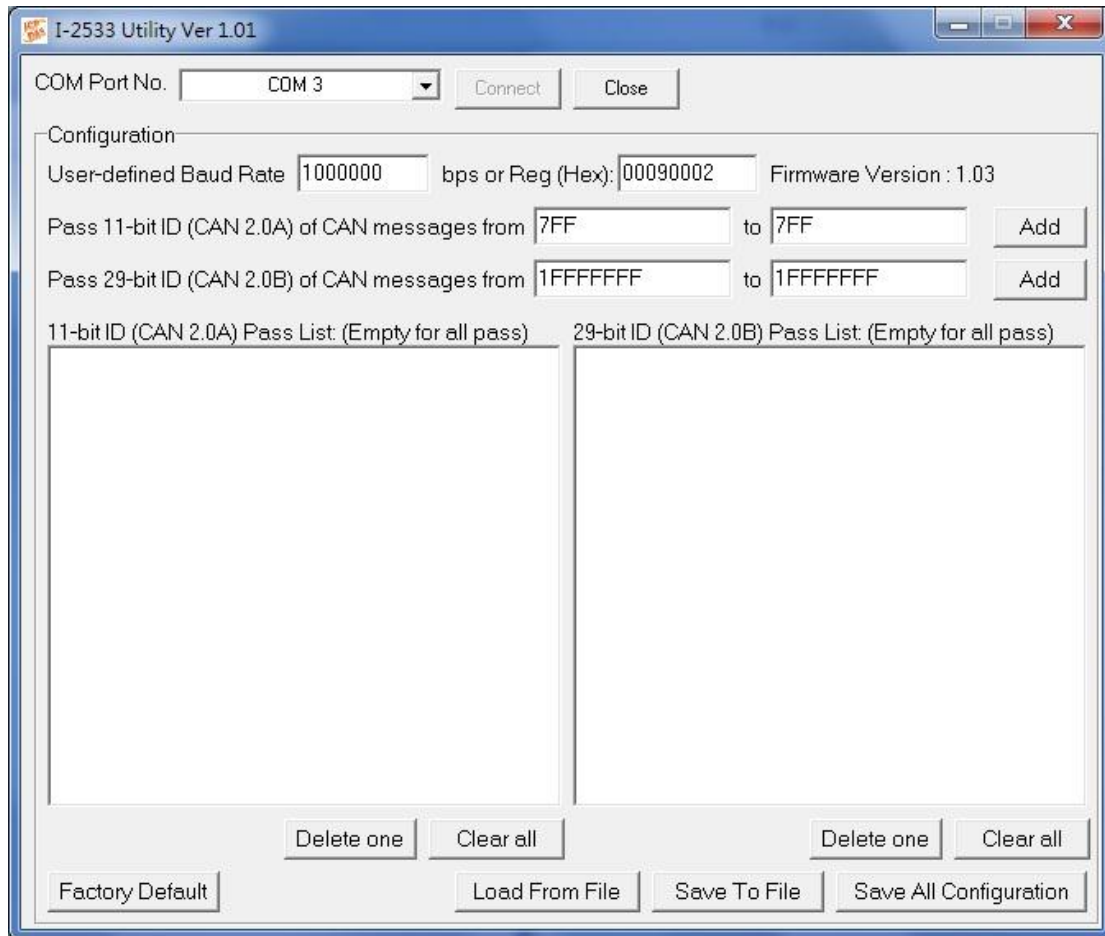 I-2533 Utility Ver 1.01
COM Port No. COM 3 Connect Close
Configuration
User-defined Baud Rate 1000000 bps or Reg (Hex): 00090002 Firmware Version : 1.03
Pass 11-bit ID (CAN 2.0A) of CAN messages from 7FF to 7FF Add
Pass 29-bit ID (CAN 2.0B) of CAN messages from 1FFFFFFF to 1FFFFFFF Add
11-bit ID (CAN 2.0A) Pass List: (Empty for all pass) 29-bit ID (CAN 2.0B) Pass List: (Empty for all pass)
Delete one Clear all Delete one Clear all
Factory Default Load From File Save To File Save All Configuration